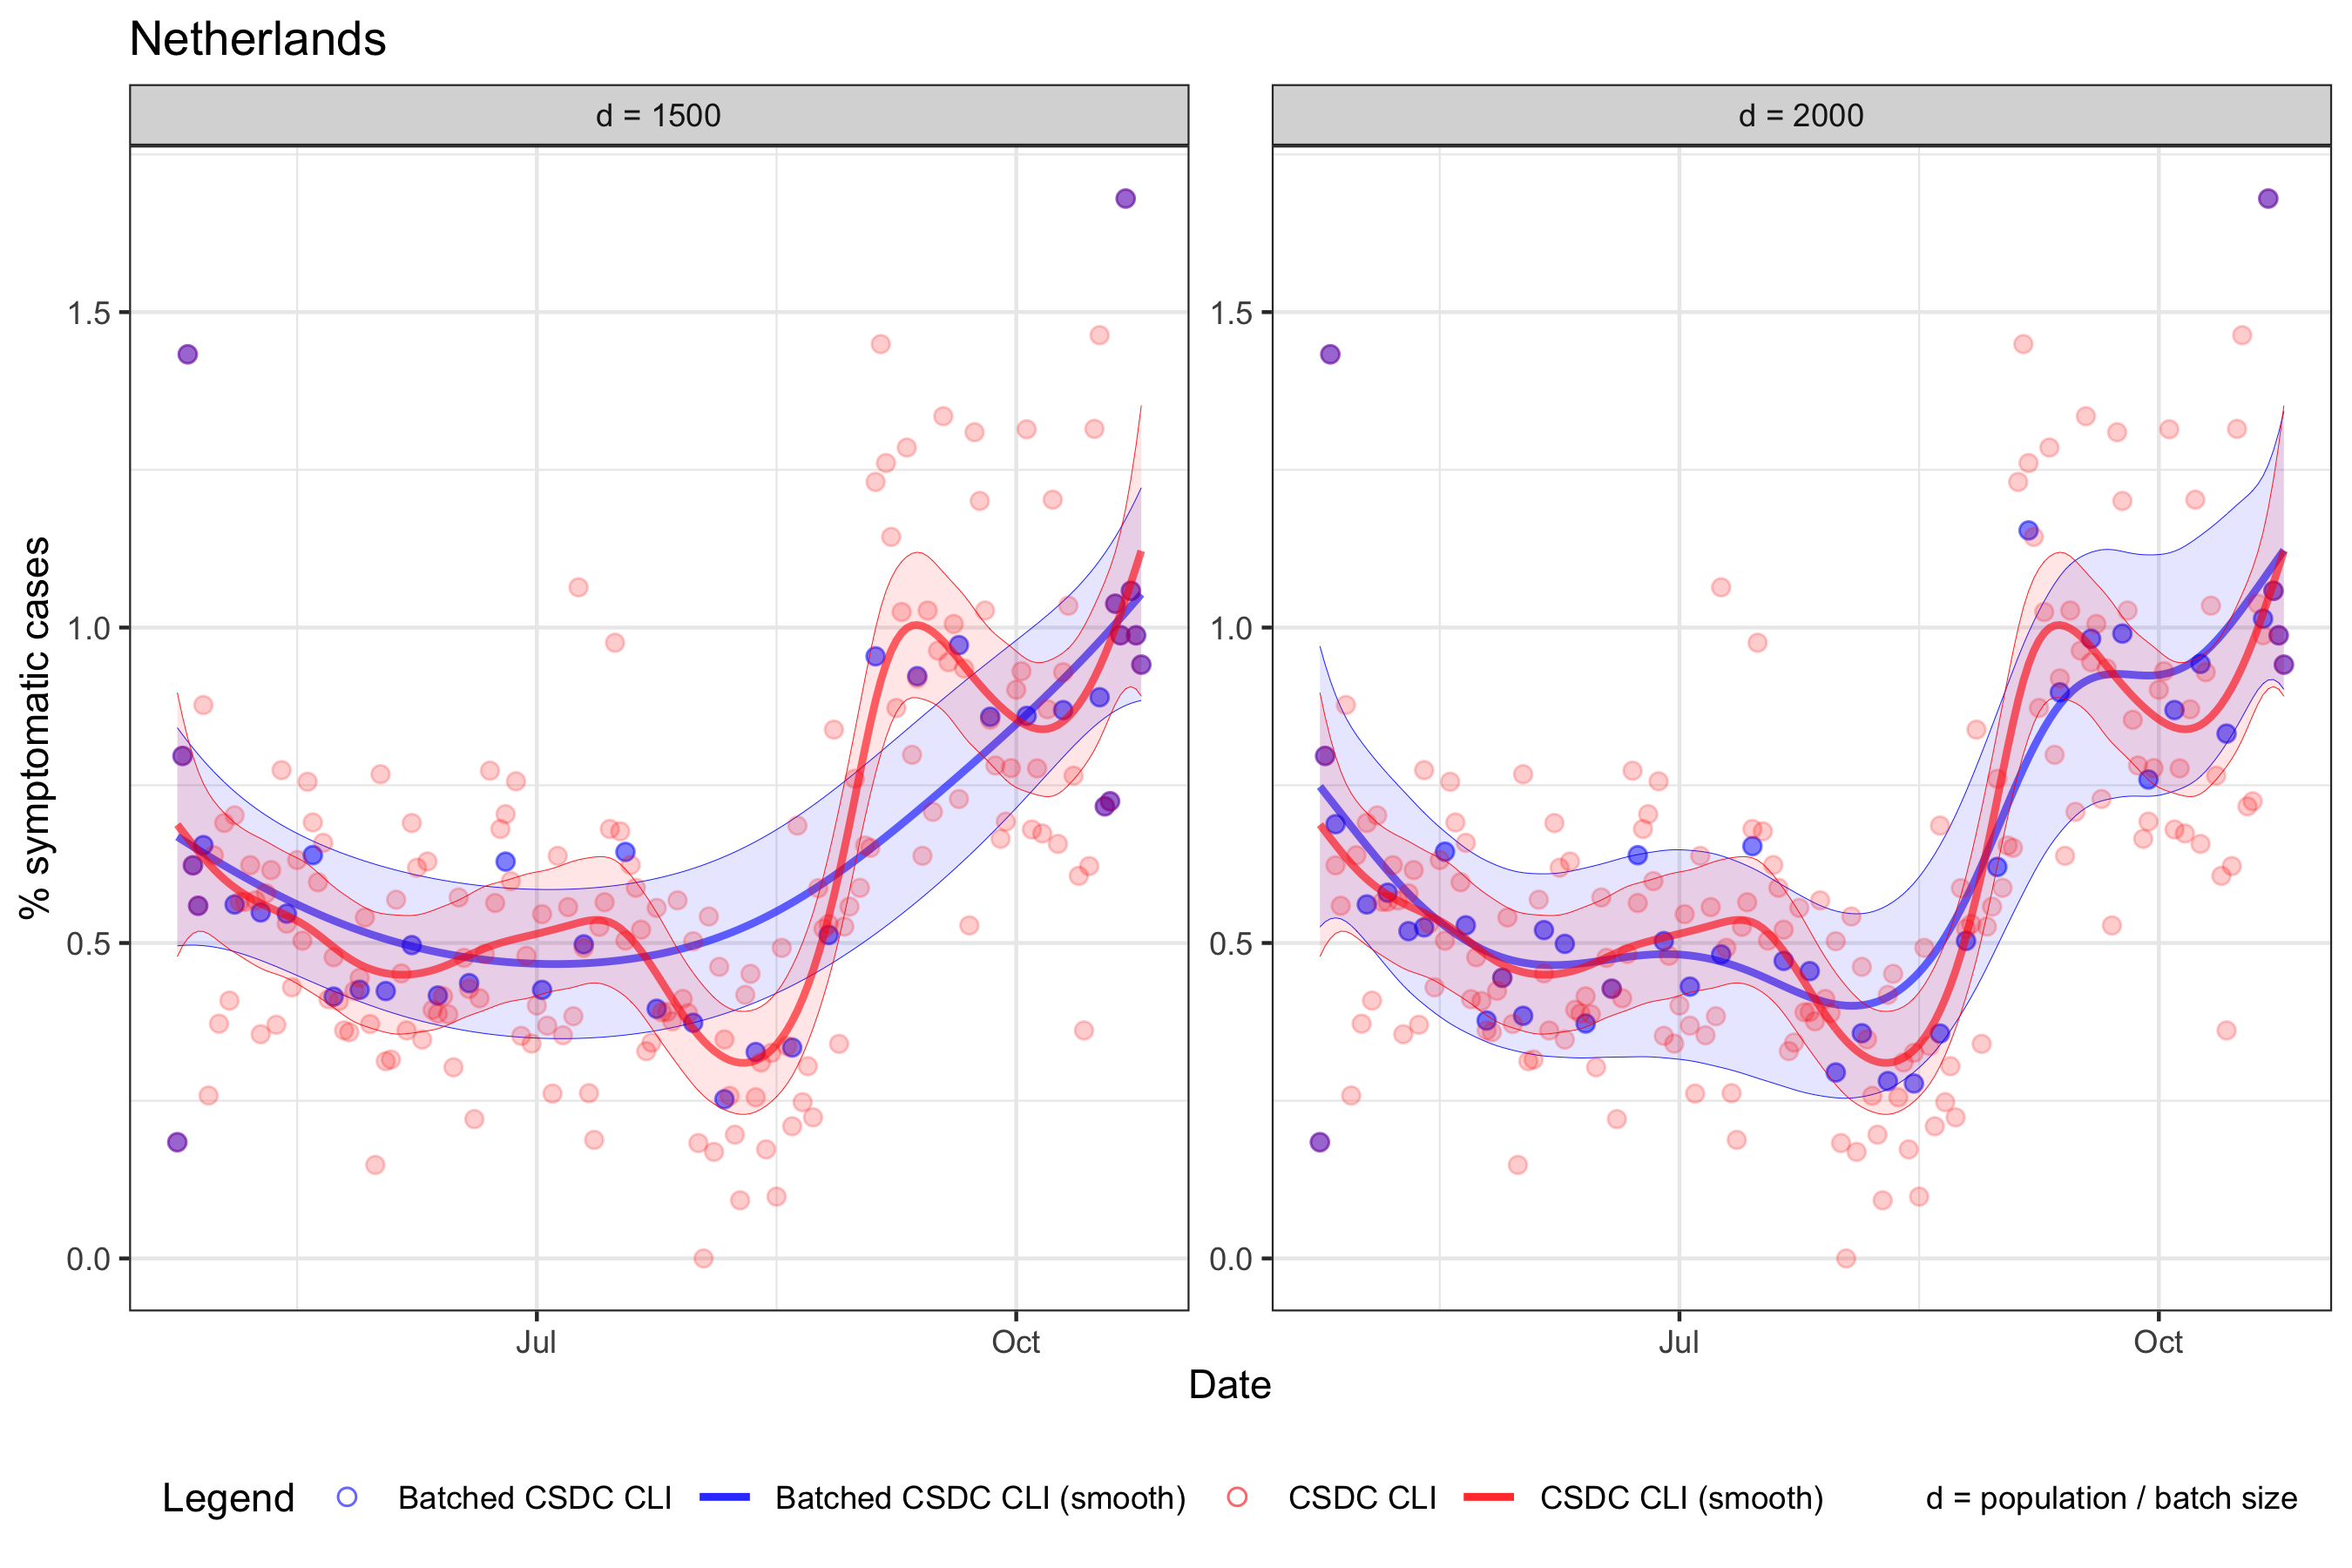 Netherlands
d = 1500
d = 2000
% symptomatic cases
1.5
1.0
0.5
0.0
1.5
1.0
0.5
0.0
Jul
Oct
Jul
Oct
Date
Legend
Batched CSDC CLI
Batched CSDC CLI (smooth)
CSDC CLI
CSDC CLI (smooth)
d = population / batch size